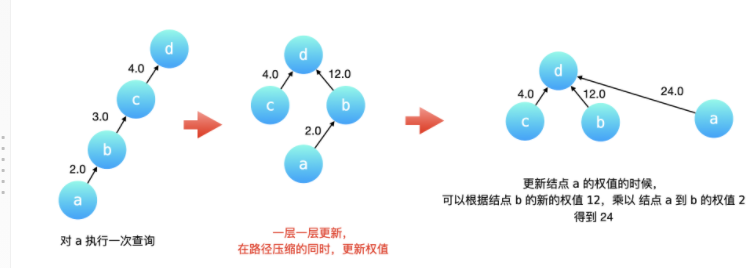 d
4.0
c
3.0
b
2.0
a
对 a 执行一次查询
d
4.0
12.0
c
b
2.0
a
一层一层更新，
在路径压缩的同时，更新权值
d
4.0
12.0
24.0
c
b
a
更新结点 a 的权值的时候，
可以根据结点 b 的新的权值 12，乘以 结点 a 到 b 的权值 2
得到 24